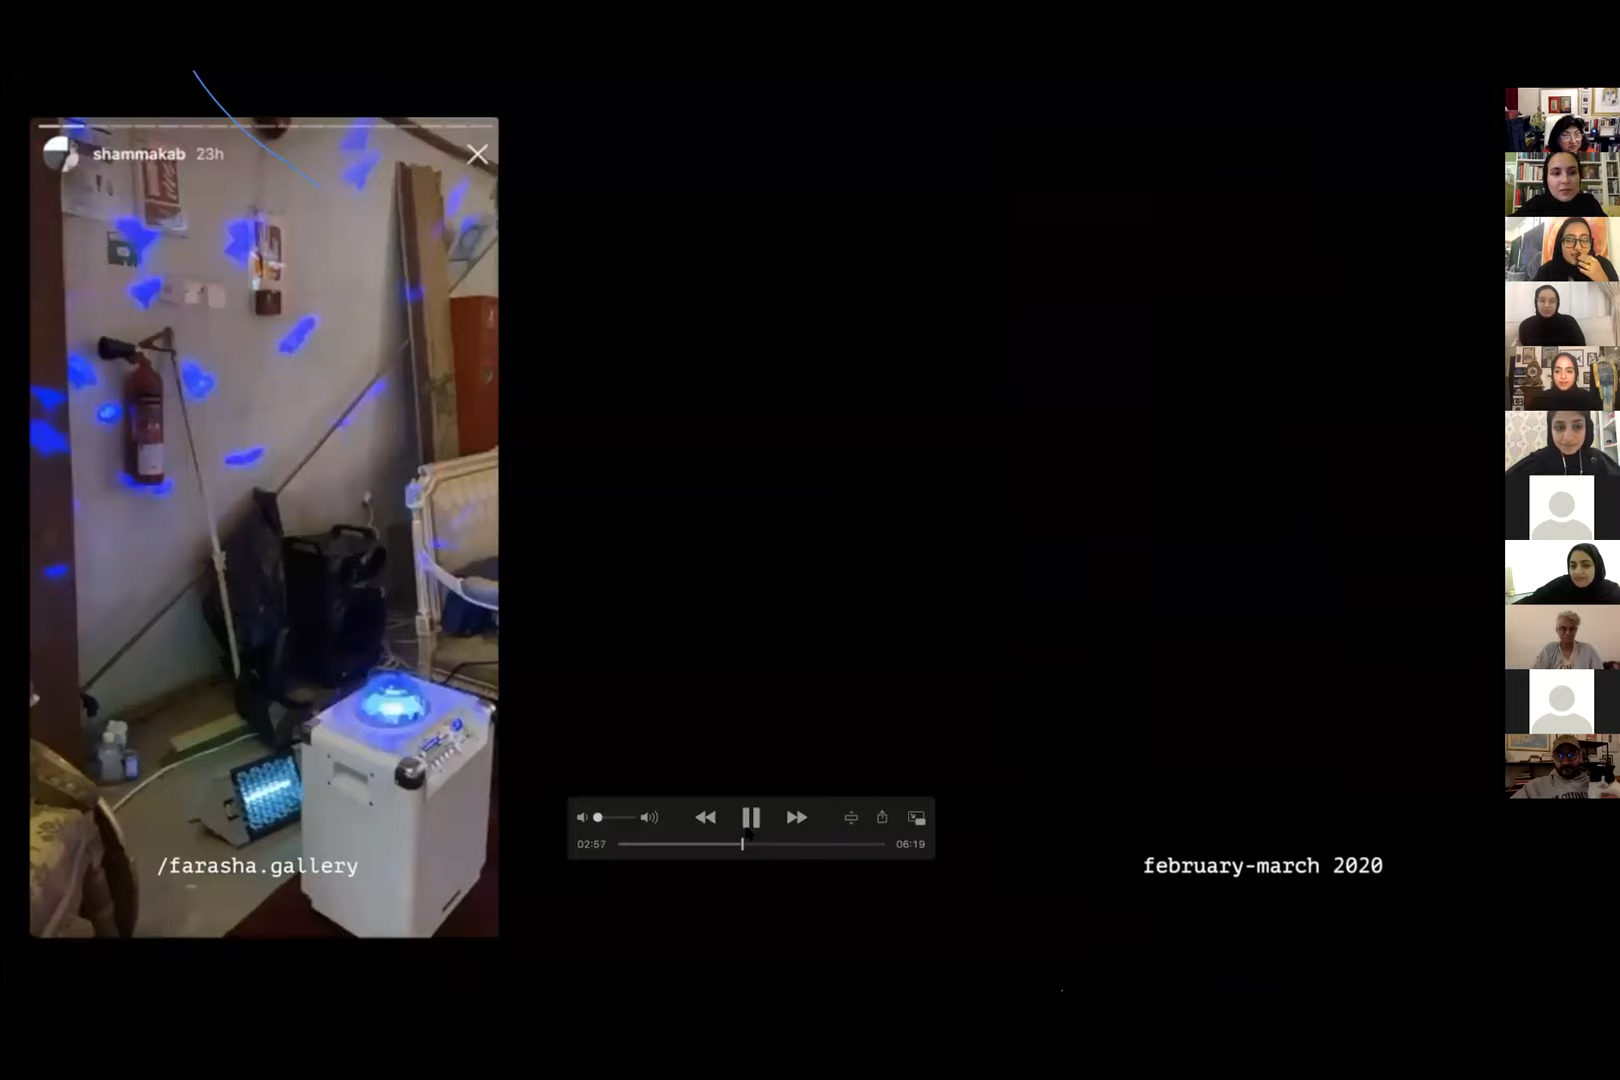 shammakab 23h
/farasha.gallery
02:57
06:19
february-march 2020